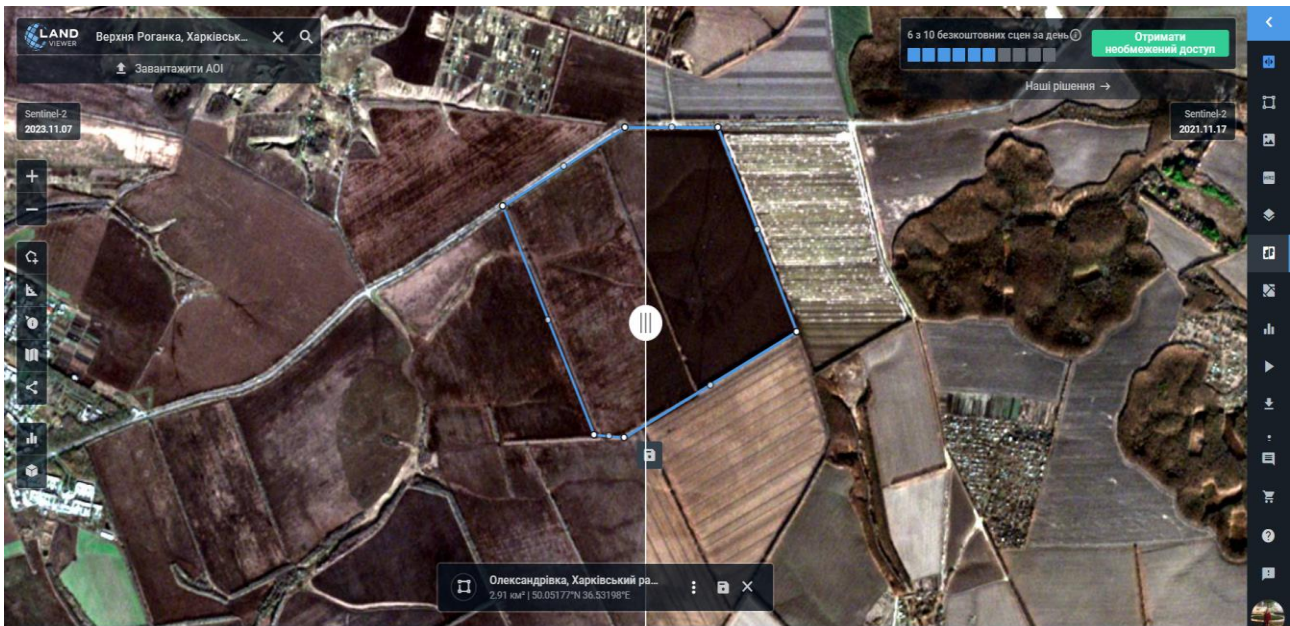 LAND
VIEWER
Верхня Роганка, Харківськ...
Завантажити AOI
6 з 10 безкоштовних сцен за день
Отримати
необмежений доступ
Наші рішення →
Sentinel-2
2023.11.07
Sentinel-2
2021.11.17
Олександрівка, Харківський ра...
2.91 км² | 50.05177°N 36.53198°E